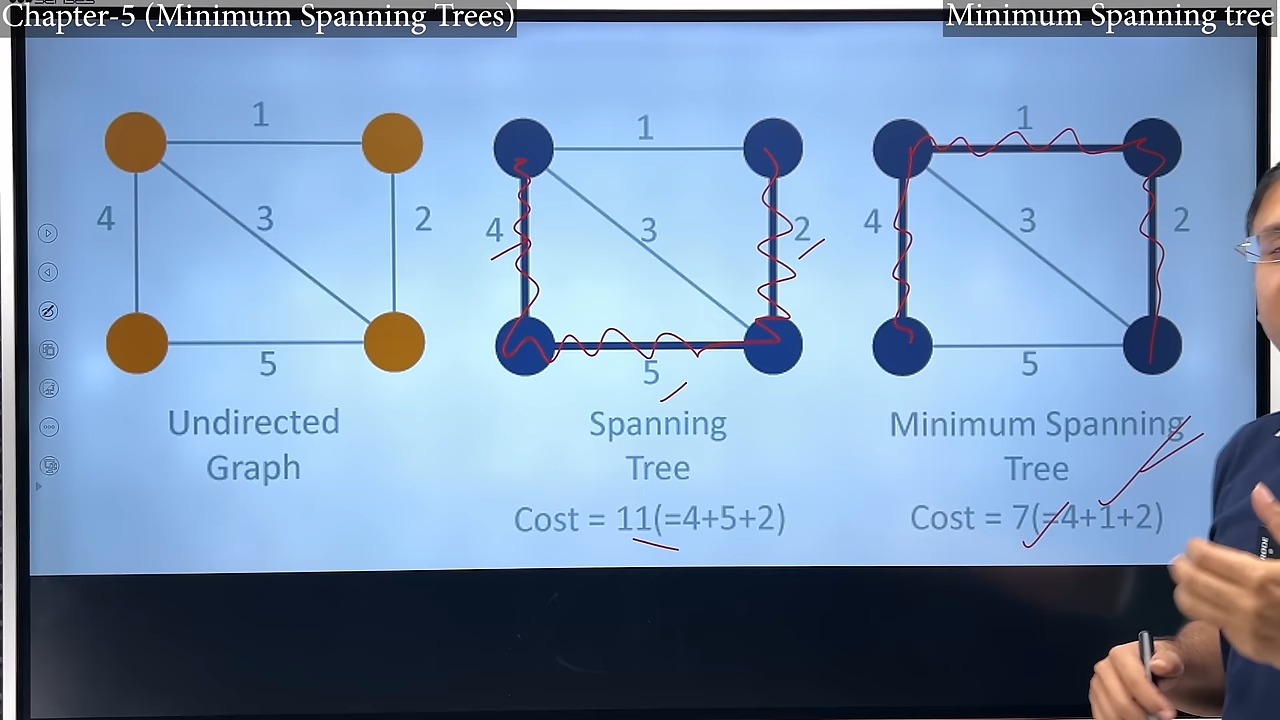 Chapter-5 (Minimum Spanning Trees)
Minimum Spanning tree
1
4
3
2
5
Undirected
Graph
1
4
3
2
5
Spanning
Tree
Cost = 11(=4+5+2)
1
4
3
2
5
Minimum Spanning
Tree
Cost = 7(=4+1+2)